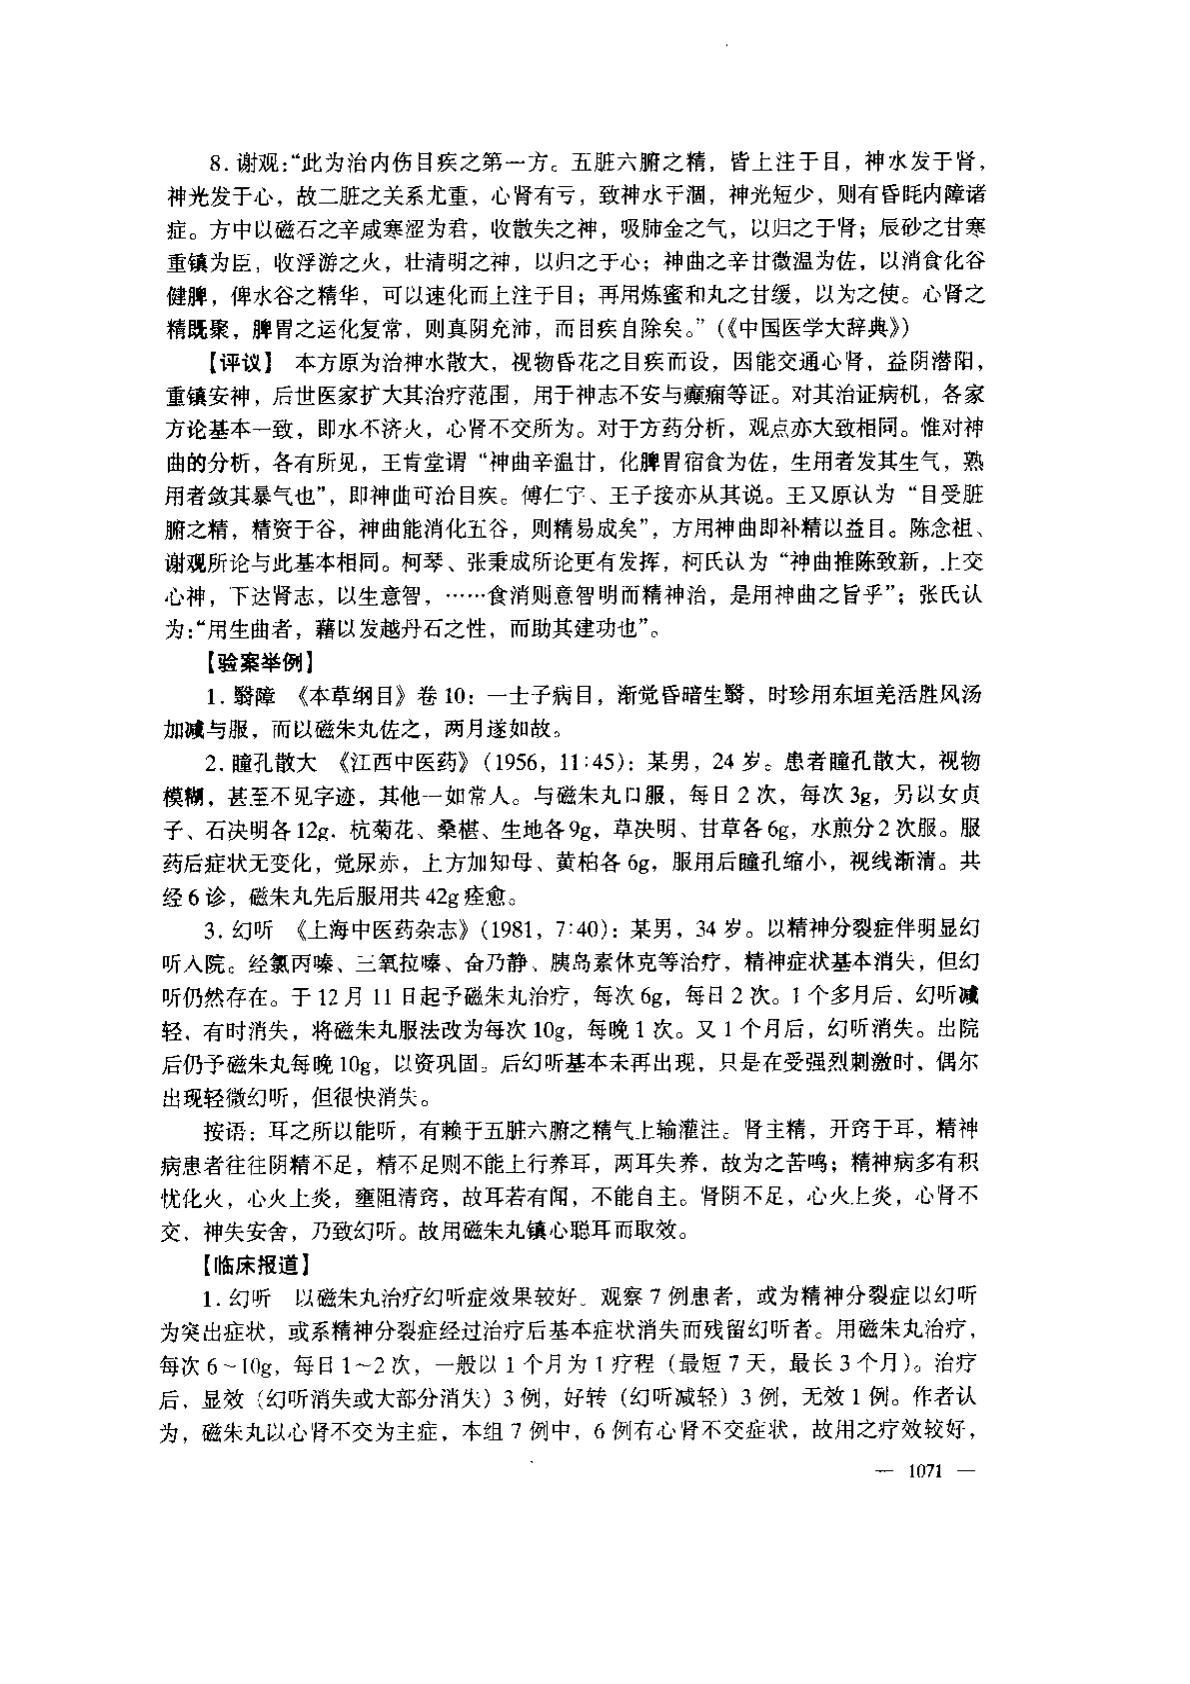 8. 谢观:“此为治内伤目疾之第一方。五脏六腑之精，皆上注于目，神水发于肾，
神光发于心，故二脏之关系尤重，心肾有亏，致神水干涸，神光短少，则有昏眊内障诸
症。方中以磁石之辛咸寒涩为君，收散失之神，吸肺金之气，以归之于肾；辰砂之甘寒
重镇为臣，收浮游之火，壮清明之神，以归之于心；神曲之辛甘微温为佐，以消食化谷
健脾，俾水谷之精华，可以速化而上注于目；再用炼蜜和丸之甘缓，以为之使。心肾之
精既聚，脾胃之运化复常，则真阴充沛，而目疾自除矣。”(《中国医学大辞典》)
【评议】 本方原为治神水散大，视物昏花之目疾而设，因能交通心肾，益阴潜阳，
重镇安神，后世医家扩大其治疗范围，用于神志不安与癫痫等证。对其治证病机，各家
方论基本一致，即水不济火，心肾不交所为。对于方药分析，观点亦大致相同。惟对神
曲的分析，各有所见，王肯堂谓“神曲辛温甘，化脾胃宿食为佐，生用者发其生气，熟
用者敛其暴气也”，即神曲可治目疾。傅仁宇、王子接亦从其说。王又原认为“目受脏
腑之精，精资于谷，神曲能消化五谷，则精易成矣”，方用神曲即补精以益目。陈念祖、
谢观所论与此基本相同。柯琴、张秉成所论更有发挥，柯氏认为“神曲推陈致新，上交
心神，下达肾志，以生意智，……食消则意智明而精神治，是用神曲之旨乎”；张氏认
为:“用生曲者，藉以发越丹石之性，而助其建功也”。
【验案举例】
1. 翳障 《本草纲目》卷 10：一士子病目，渐觉昏暗生翳，时珍用东垣羌活胜风汤
加减与服，而以磁朱丸佐之，两月遂如故。
2. 瞳孔散大 《江西中医药》(1956，11:45)：某男，24 岁。患者瞳孔散大，视物
模糊，甚至不见字迹，其他一如常人。与磁朱丸口服，每日 2 次，每次 3g，另以女贞
子、石决明各 12g．杭菊花、桑椹、生地各 9g，草决明、甘草各 6g，水煎分 2 次服。服
药后症状无变化，觉尿赤，上方加知母、黄柏各 6g，服用后瞳孔缩小，视线渐清。共
经 6 诊，磁朱丸先后服用共 42g 痊愈。
3. 幻听 《上海中医药杂志》(1981，7:40)：某男，34 岁。以精神分裂症伴明显幻
听入院。经氯丙嗪、三氧拉嗪、奋乃静、胰岛素休克等治疗，精神症状基本消失，但幻
听仍然存在。于 12 月 11 日起予磁朱丸治疗，每次 6g，每日 2 次。1 个多月后，幻听减
轻，有时消失，将磁朱丸服法改为每次 10g，每晚 1 次。又 1 个月后，幻听消失。出院
后仍予磁朱丸每晚 10g，以资巩固。后幻听基本未再出现，只是在受强烈刺激时，偶尔
出现轻微幻听，但很快消失。
按语：耳之所以能听，有赖于五脏六腑之精气上输灌注。肾主精，开窍于耳，精神
病患者往往阴精不足，精不足则不能上行养耳，两耳失养，故为之苦鸣；精神病多有积
忧化火，心火上炎，壅阻清窍，故耳若有闻，不能自主。肾阴不足，心火上炎，心肾不
交，神失安舍，乃致幻听。故用磁朱丸镇心聪耳而取效。
【临床报道】
1. 幻听 以磁朱丸治疗幻听症效果较好。观察 7 例患者，或为精神分裂症以幻听
为突出症状，或系精神分裂症经过治疗后基本症状消失而残留幻听者。用磁朱丸治疗，
每次 6～10g，每日 1～2 次，一般以 1 个月为 1 疗程（最短 7 天，最长 3 个月）。治疗
后，显效（幻听消失或大部分消失）3 例，好转（幻听减轻）3 例，无效 1 例。作者认
为，磁朱丸以心肾不交为主症，本组 7 例中，6 例有心肾不交症状，故用之疗效较好，
— 1071 —